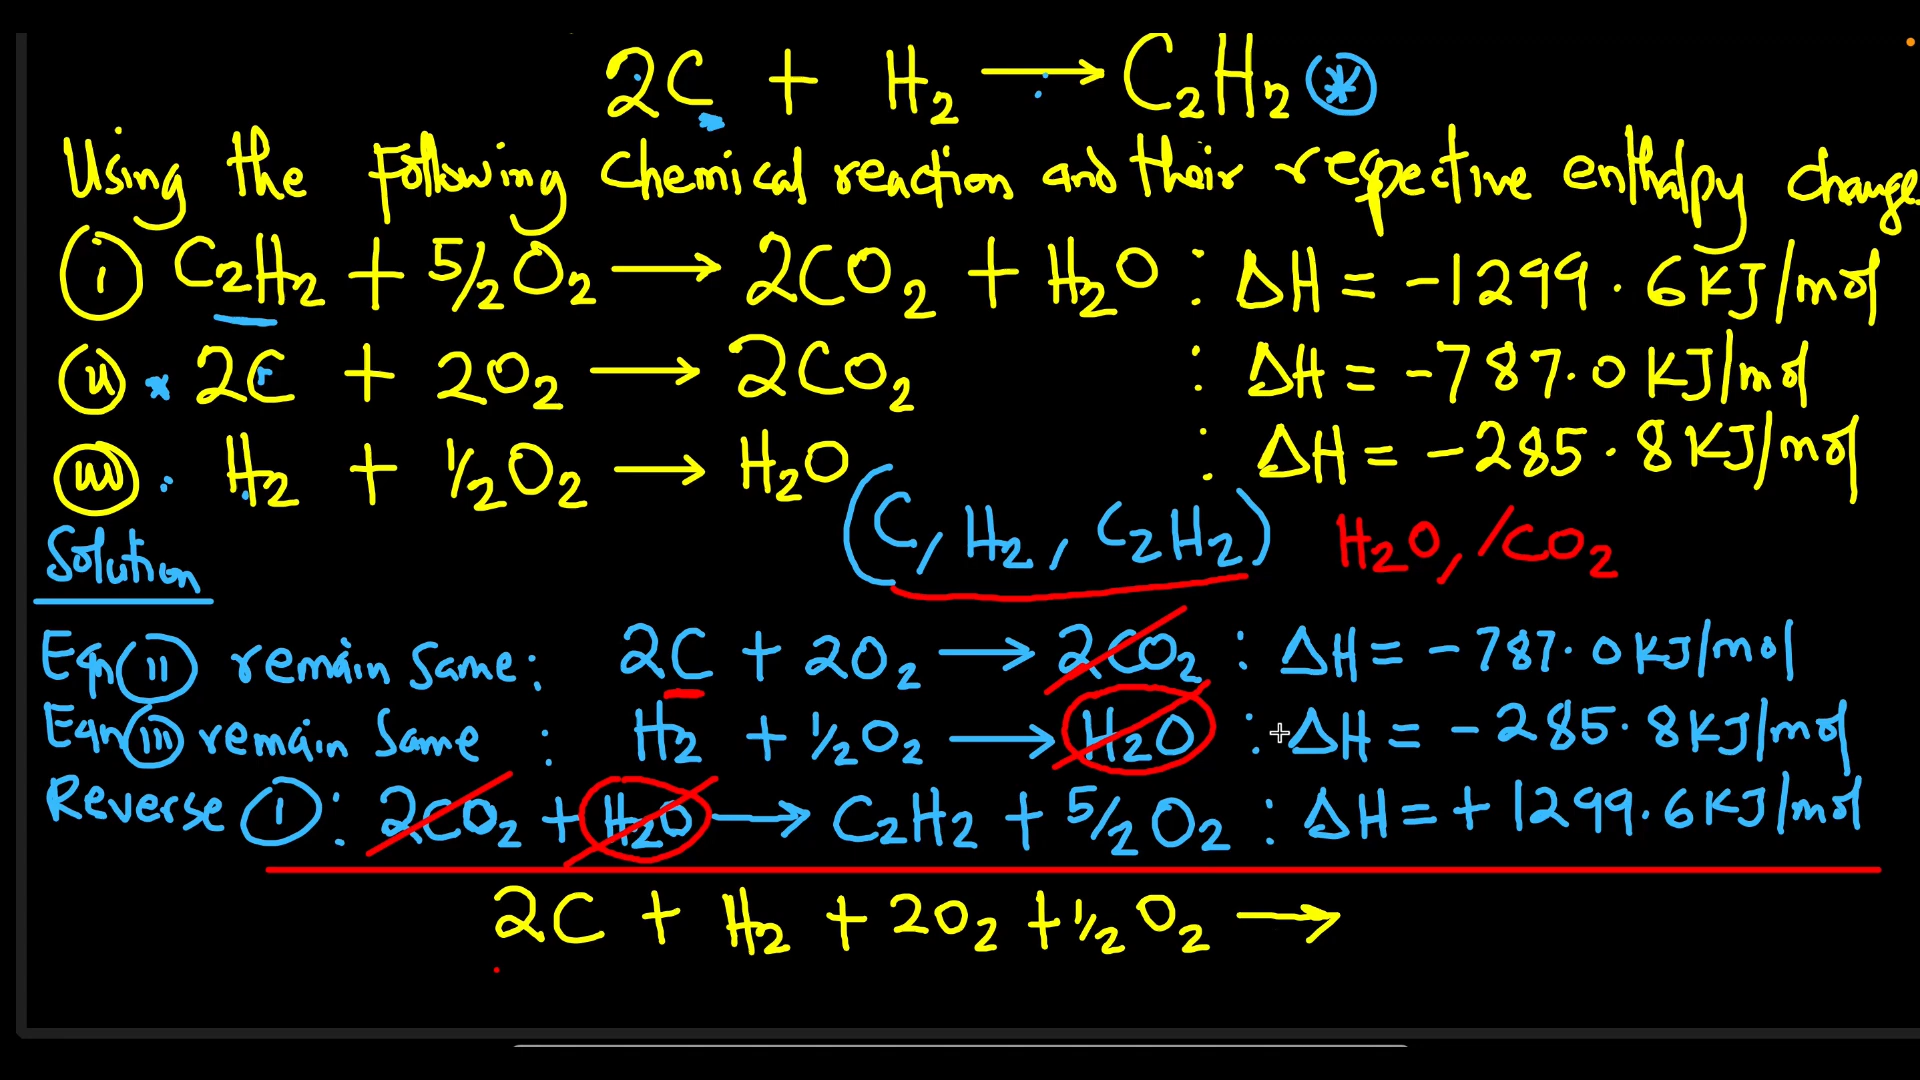 2C + H₂ → C₂H₂ *
Using the following chemical reaction and their respective enthalpy change
(i) C₂H₂ + 5/2O₂ → 2CO₂ + H₂O : ΔH = -1299.6KJ/mol
(ii) * 2C + 2O₂ → 2CO₂ : ΔH = -787.0KJ/mol
(iii) H₂ + 1/2O₂ → H₂O : ΔH = -285.8KJ/mol
(C, H₂, C₂H₂) H₂O, /CO₂
Solution
Eqn (ii) remain same: 2C + 2O₂ → 2CO₂ : ΔH = -787.0KJ/mol
Eqn (iii) remain same : H₂ + 1/2O₂ → H₂O : ΔH = -285.8KJ/mol
Reverse (i) : 2CO₂ + H₂O → C₂H₂ + 5/2O₂ : ΔH = +1299.6KJ/mol
2C + H₂ + 2O₂ + 1/2O₂ →